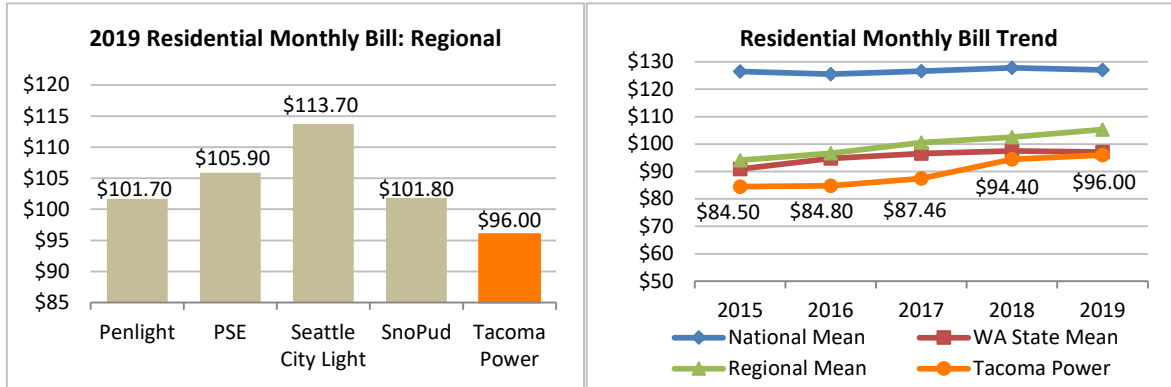 2019 Residential Monthly Bill: Regional
$120
$115
$110
$105
$100
$95
$90
$85
$101.70
$105.90
$113.70
$101.80
$96.00
Penlight
PSE
Seattle
City Light
SnoPud
Tacoma
Power
Residential Monthly Bill Trend
$130
$120
$110
$100
$90
$80
$70
$60
$50
$84.50
$84.80
$87.46
$94.40
$96.00
2015
2016
2017
2018
2019
National Mean
WA State Mean
Regional Mean
Tacoma Power